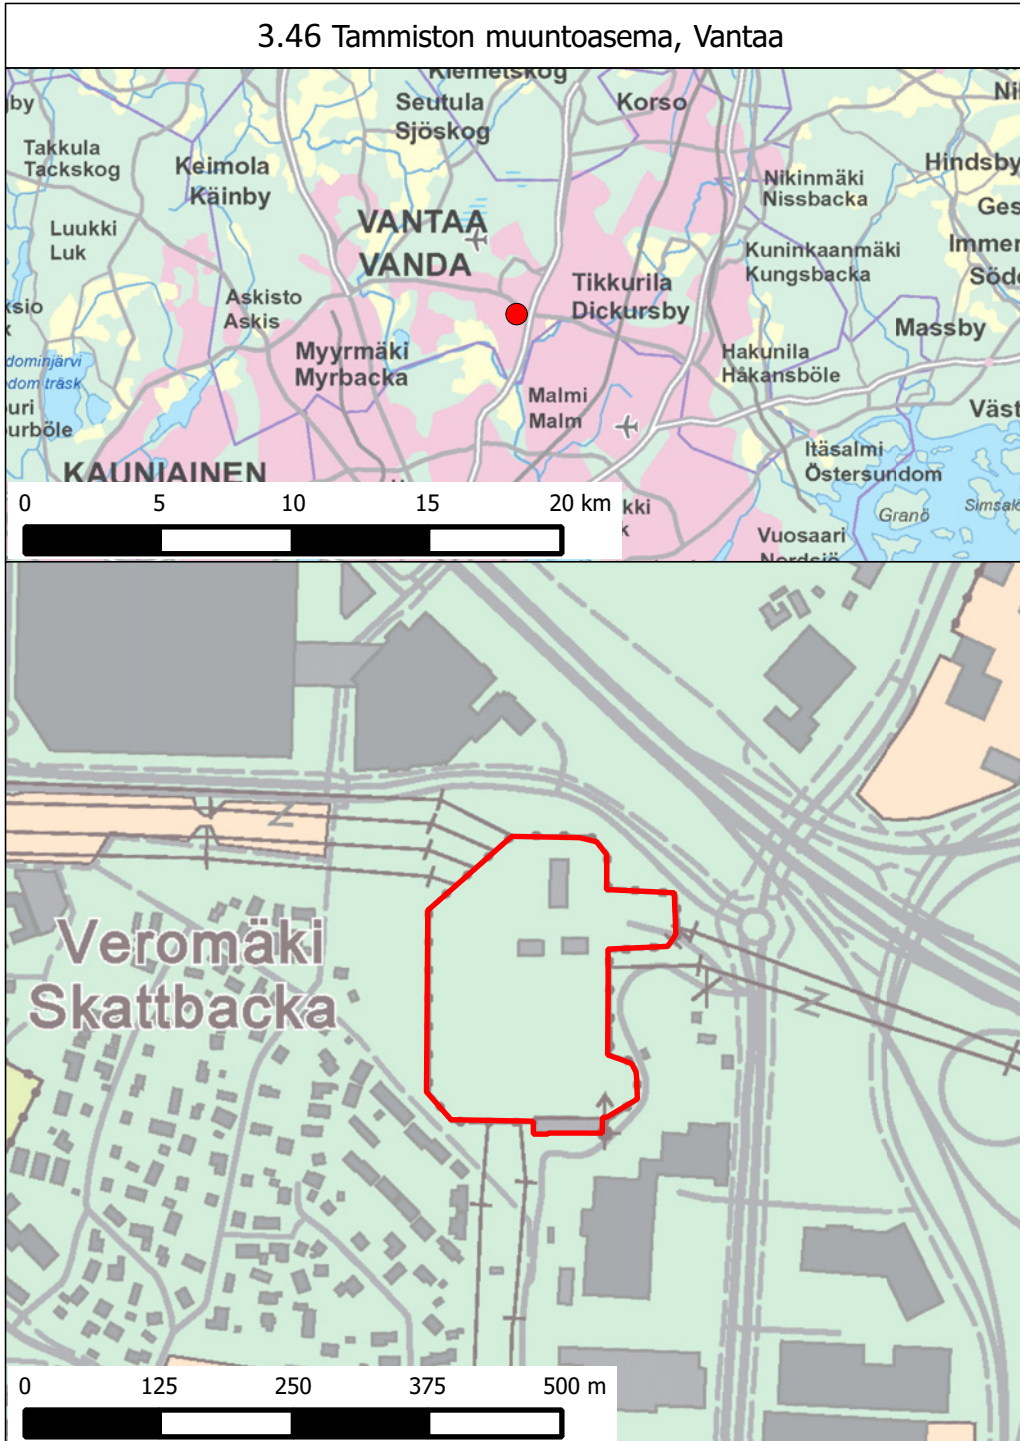 3.46 Tammiston muuntoasema, Vantaa
Klemetskog
Seutula
Sjöskog
Korso
Takkula
Tackskog
Keimola
Käinby
Nikinmäki
Nissbacka
Hindsby
Luukki
Luk
VANTAA
VANDA
Kuninkaanmäki
Kungsbacka
Askisto
Askis
Tikkurila
Dickursby
Massby
Myyrmäki
Myrbacka
Hakunila
Håkansböle
Malmi
Malm
Itäsalmi
Östersundom
KAUNIAINEN
Granö
Vuosaari
Nordsjö
0 5 10 15 20 km
Veromäki
Skattbacka
0 125 250 375 500 m